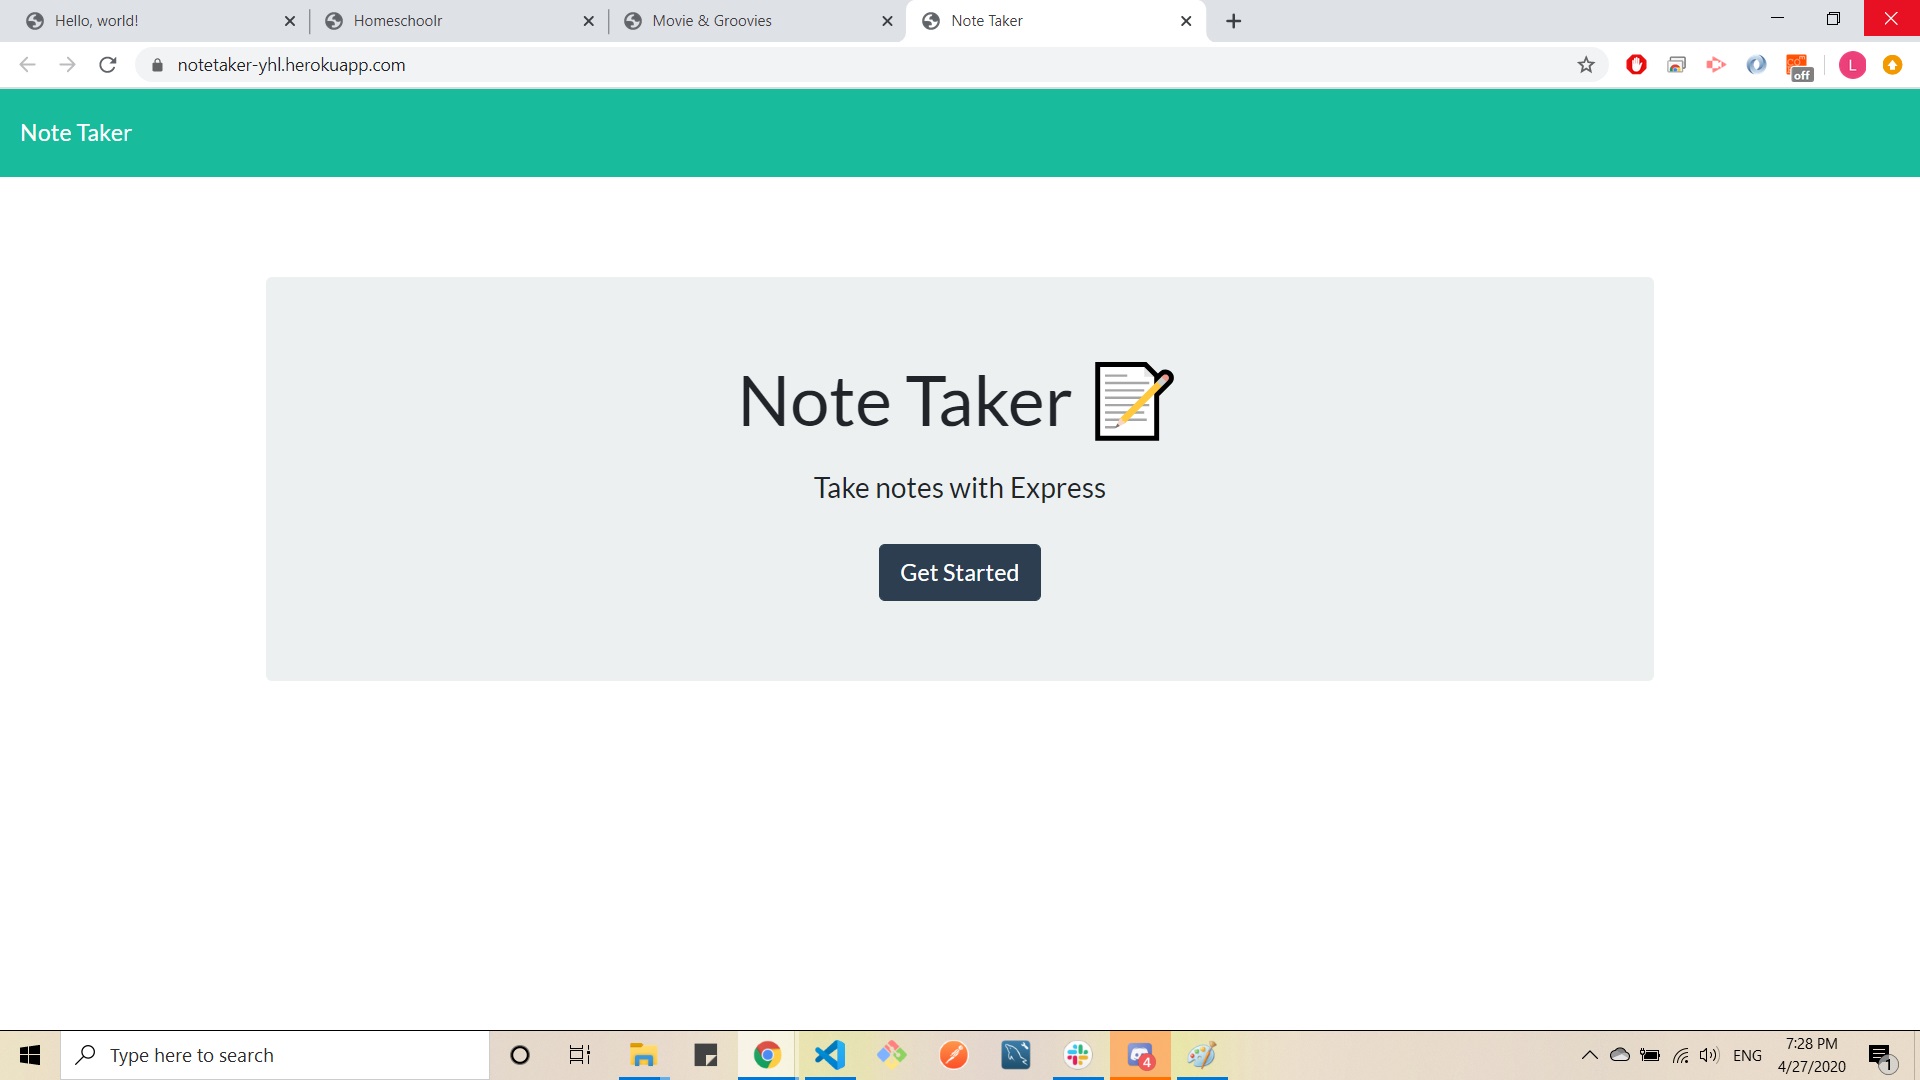 Hello, world!
Homeschoolr
Movie & Groovies
Note Taker
notetaker-yhl.herokuapp.com
off
L
Note Taker
Note Taker
Take notes with Express
Get Started
Type here to search
4
ENG
7:28 PM
4/27/2020
1